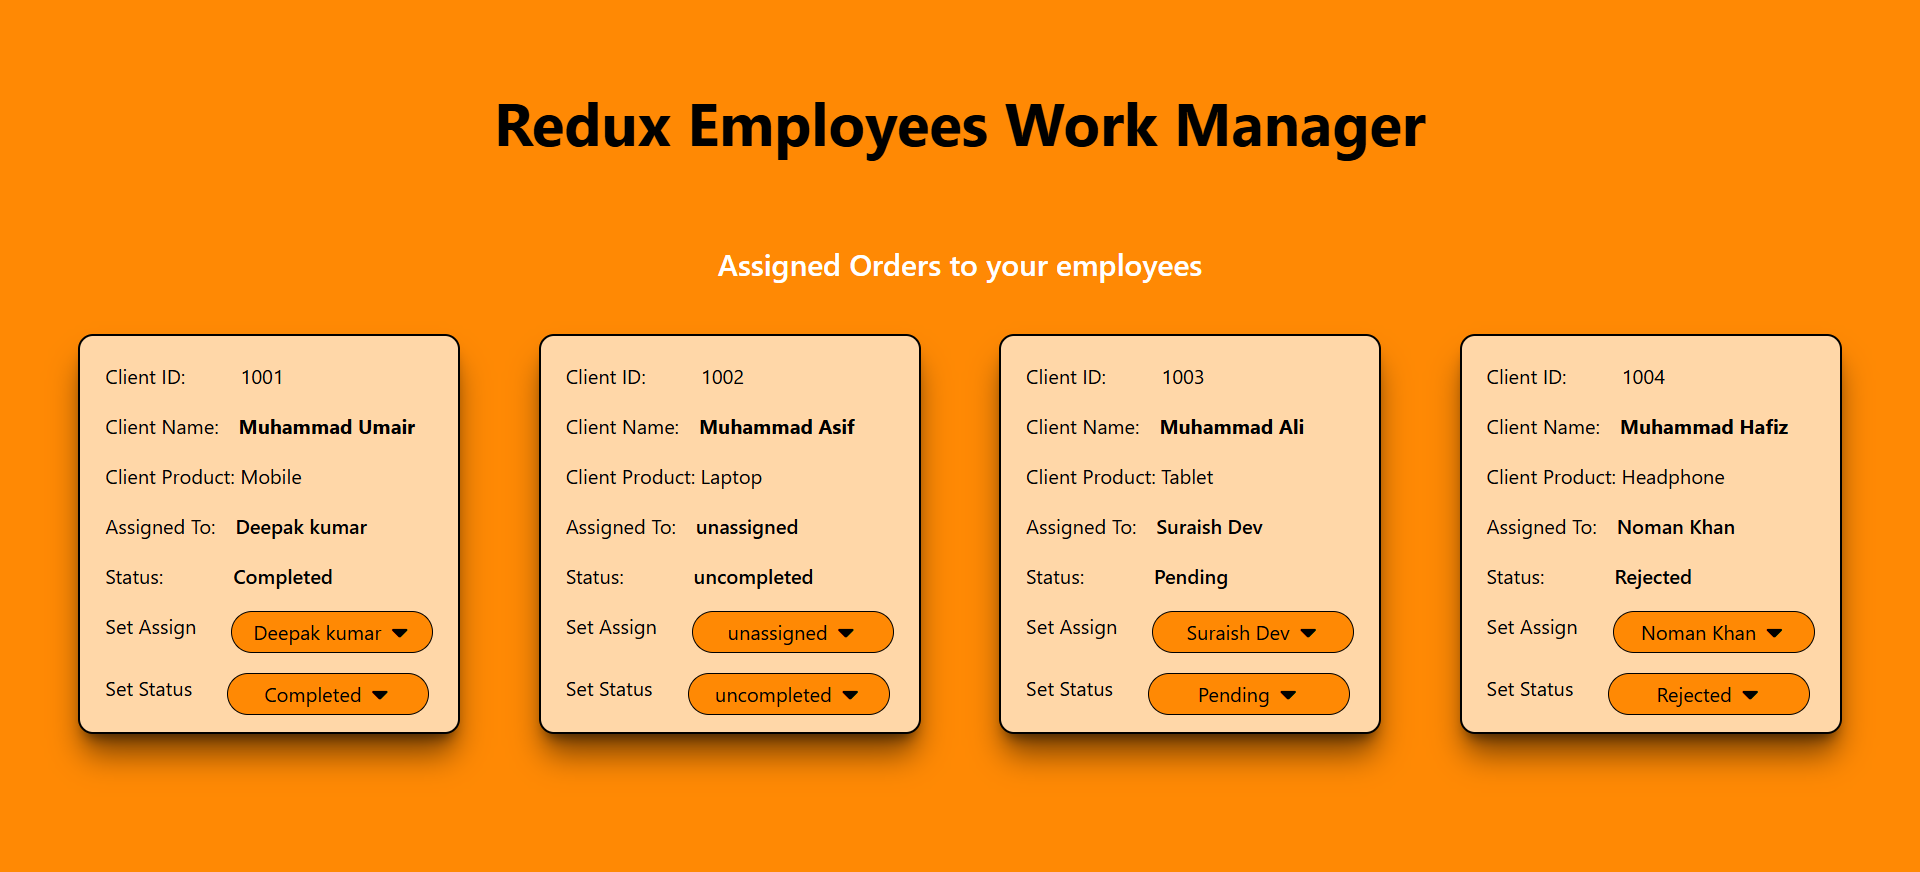 Redux Employees Work Manager
Assigned Orders to your employees
Client ID: 1001
Client Name: Muhammad Umair
Client Product: Mobile
Assigned To: Deepak kumar
Status: Completed
Set Assign Deepak kumar
Set Status Completed
Client ID: 1002
Client Name: Muhammad Asif
Client Product: Laptop
Assigned To: unassigned
Status: uncompleted
Set Assign unassigned
Set Status uncompleted
Client ID: 1003
Client Name: Muhammad Ali
Client Product: Tablet
Assigned To: Suraish Dev
Status: Pending
Set Assign Suraish Dev
Set Status Pending
Client ID: 1004
Client Name: Muhammad Hafiz
Client Product: Headphone
Assigned To: Noman Khan
Status: Rejected
Set Assign Noman Khan
Set Status Rejected